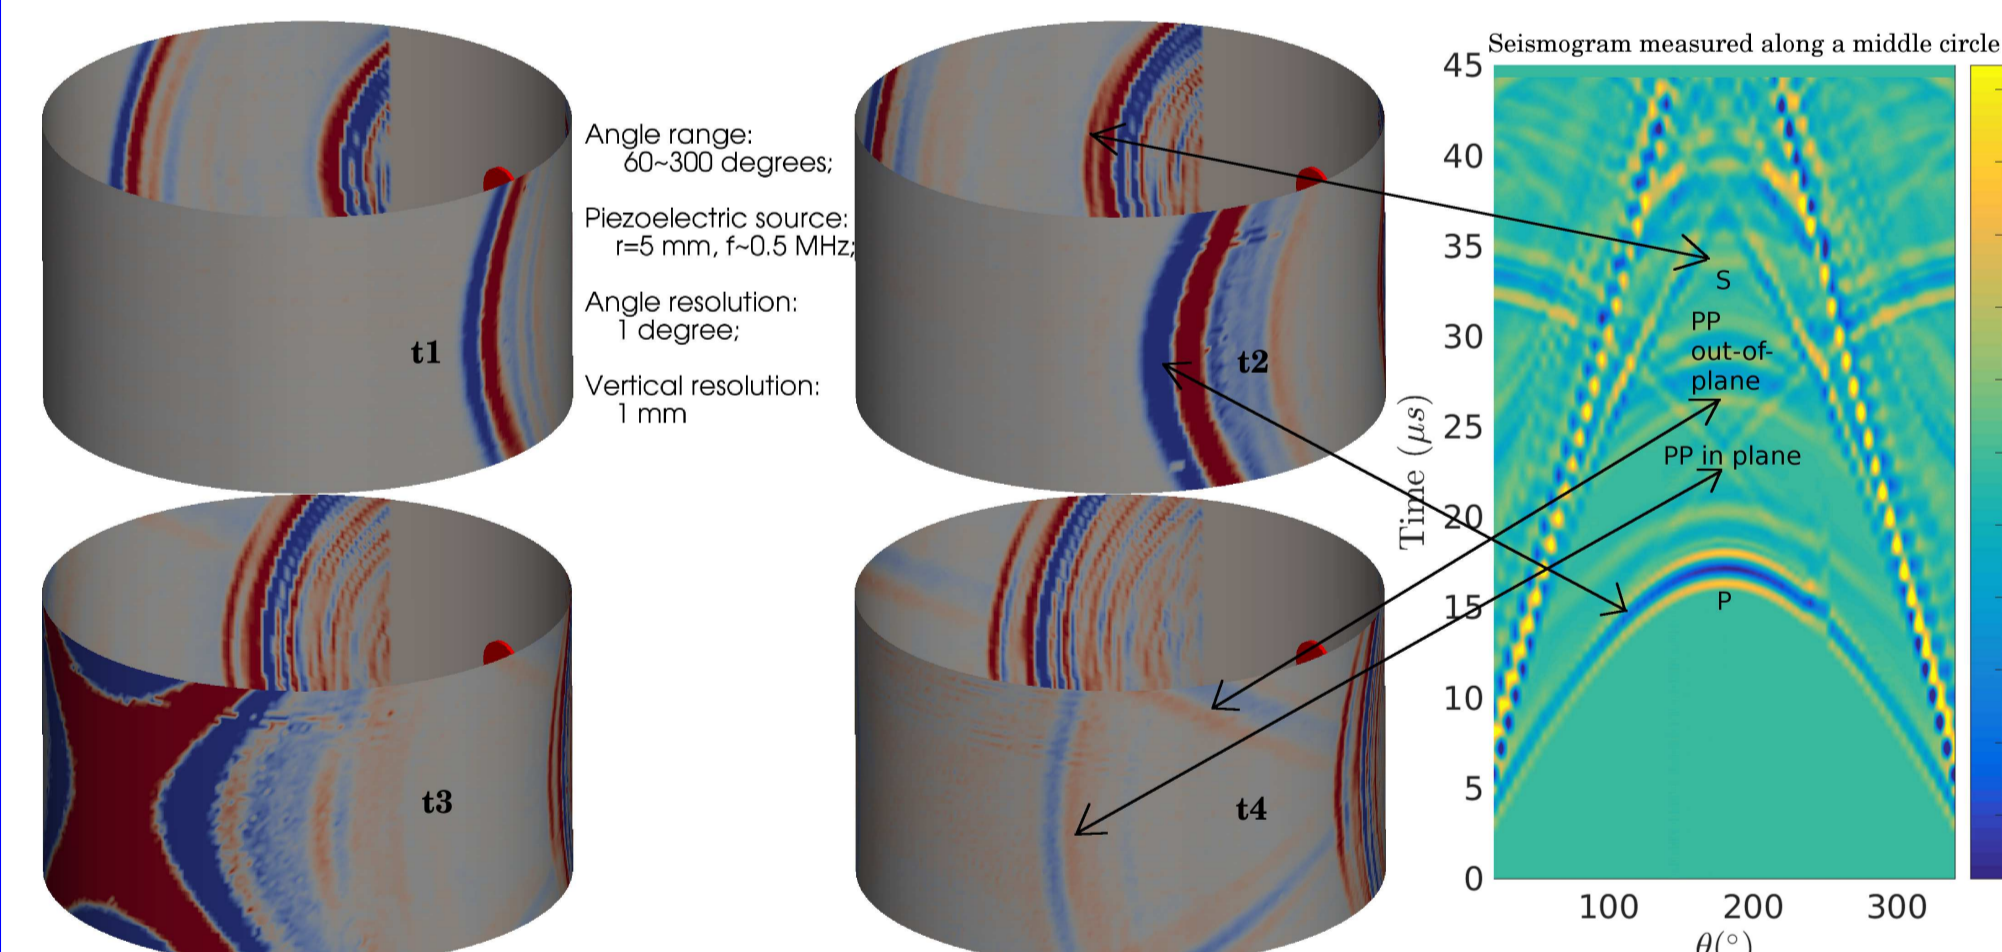 Angle range:
60~300 degrees;
Piezoelectric source:
r=5 mm, f~0.5 MHz;
Angle resolution:
1 degree;
Vertical resolution:
1 mm
t1
t2
t3
t4
Seismogram measured along a middle circle
45
40
35
30
25
20
15
10
5
0
Time (μs)
S
PP
out-of-
plane
PP in plane
P
100
200
300
θ(°)